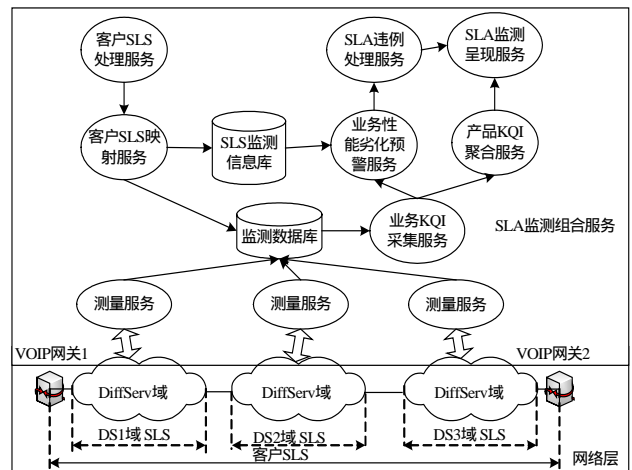 客户SLS
处理服务
SLA违例
处理服务
SLA监测
呈现服务
客户SLS映
射服务
SLS监测
信息库
业务性
能劣化预
警服务
产品KQI
聚合服务
监测数据库
业务KQI
采集服务
SLA监测组合服务
测量服务
测量服务
测量服务
VOIP网关1
VOIP网关2
DiffServ域
DiffServ域
DiffServ域
DS1域 SLS
DS2域 SLS
DS3域 SLS
客户SLS
网络层